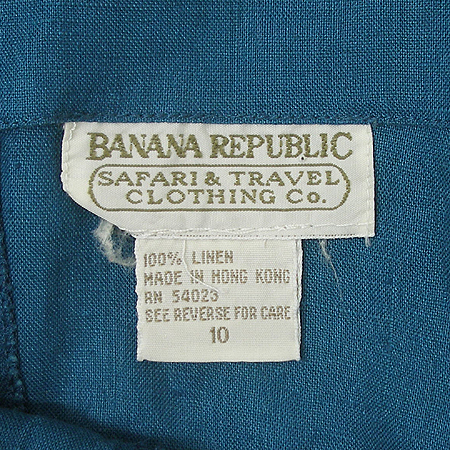 BANANA REPUBLIC
SAFARI & TRAVEL
CLOTHING Co.
100% LINEN
MADE IN HONG KONG
RN 54023
SEE REVERSE FOR CARE
10